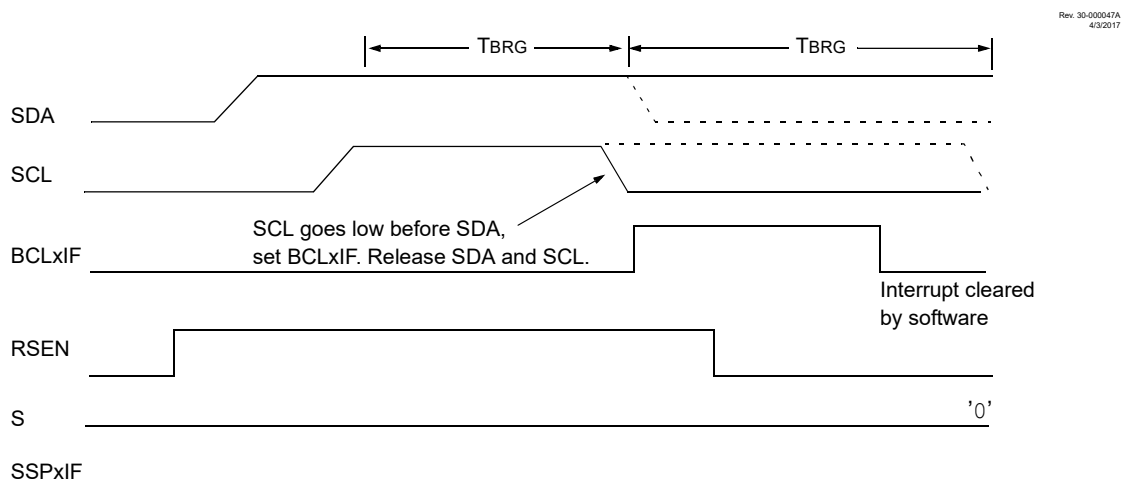 Rev. 30-000047A
4/3/2017
TBRG
TBRG
SDA
SCL
SCL goes low before SDA,
set BCLxIF. Release SDA and SCL.
BCLxIF
Interrupt cleared
by software
RSEN
S
’0’
SSPxIF